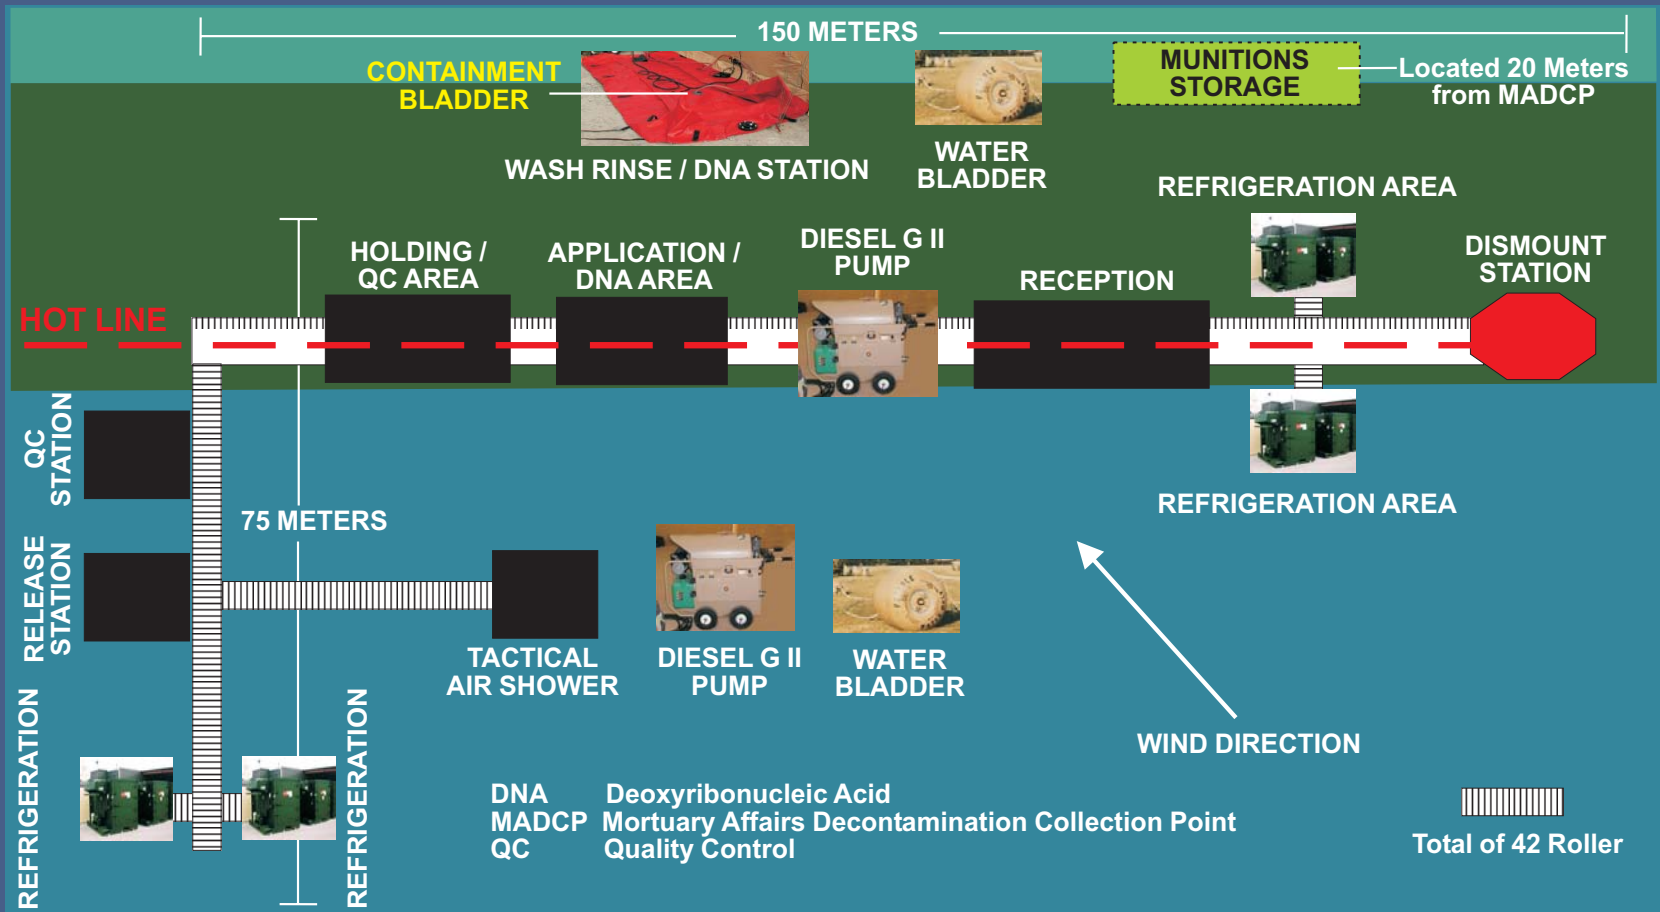 150 METERS
CONTAINMENT
BLADDER
MUNITIONS
STORAGE
Located 20 Meters
from MADCP
WASH RINSE / DNA STATION
WATER
BLADDER
REFRIGERATION AREA
HOLDING /
QC AREA
APPLICATION /
DNA AREA
DIESEL G II
PUMP
RECEPTION
DISMOUNT
STATION
HOT LINE
QC
STATION
REFRIGERATION AREA
75 METERS
RELEASE
STATION
TACTICAL
AIR SHOWER
DIESEL G II
PUMP
WATER
BLADDER
WIND DIRECTION
REFRIGERATION
REFRIGERATION
DNA Deoxyribonucleic Acid
MADCP Mortuary Affairs Decontamination Collection Point
QC Quality Control
Total of 42 Roller